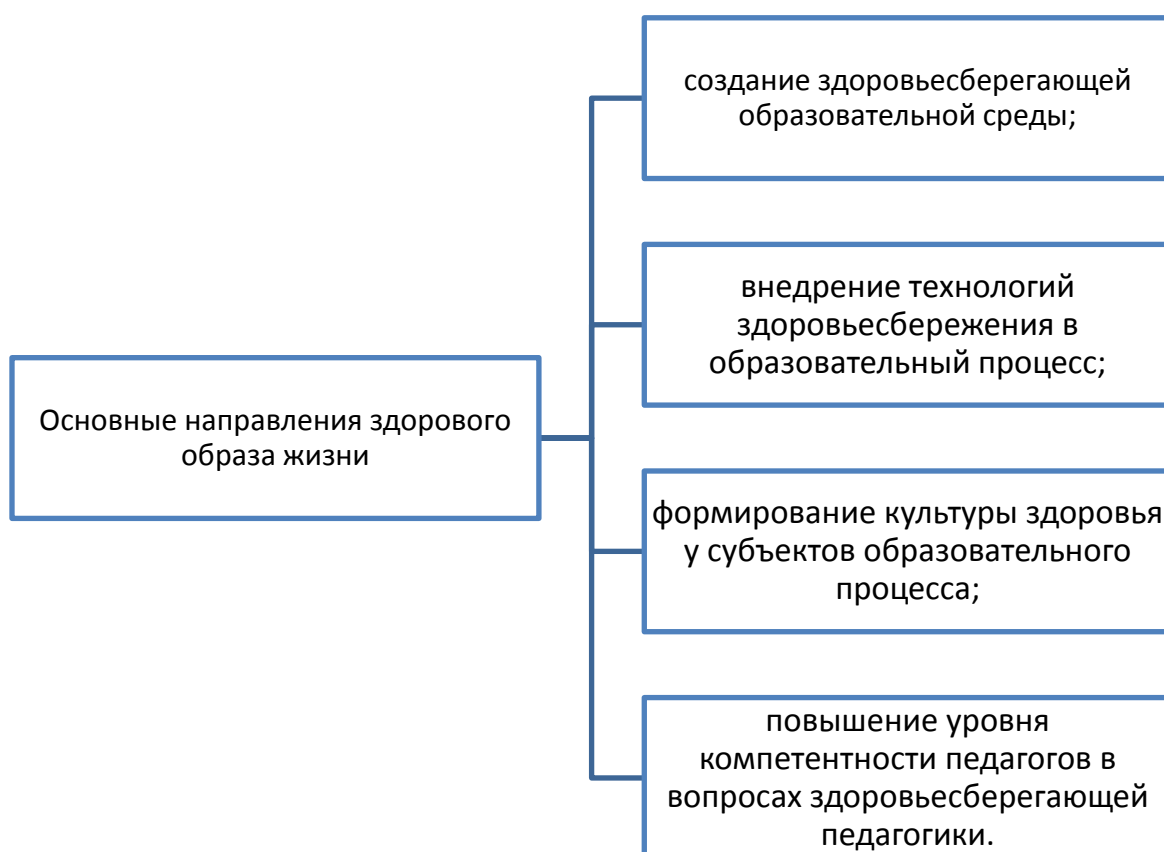 Основные направления здорового
образа жизни
создание здоровьесберегающей
образовательной среды;
внедрение технологий
здоровьесбережения в
образовательный процесс;
формирование культуры здоровья
у субъектов образовательного
процесса;
повышение уровня
компетентности педагогов в
вопросах здоровьесберегающей
педагогики.